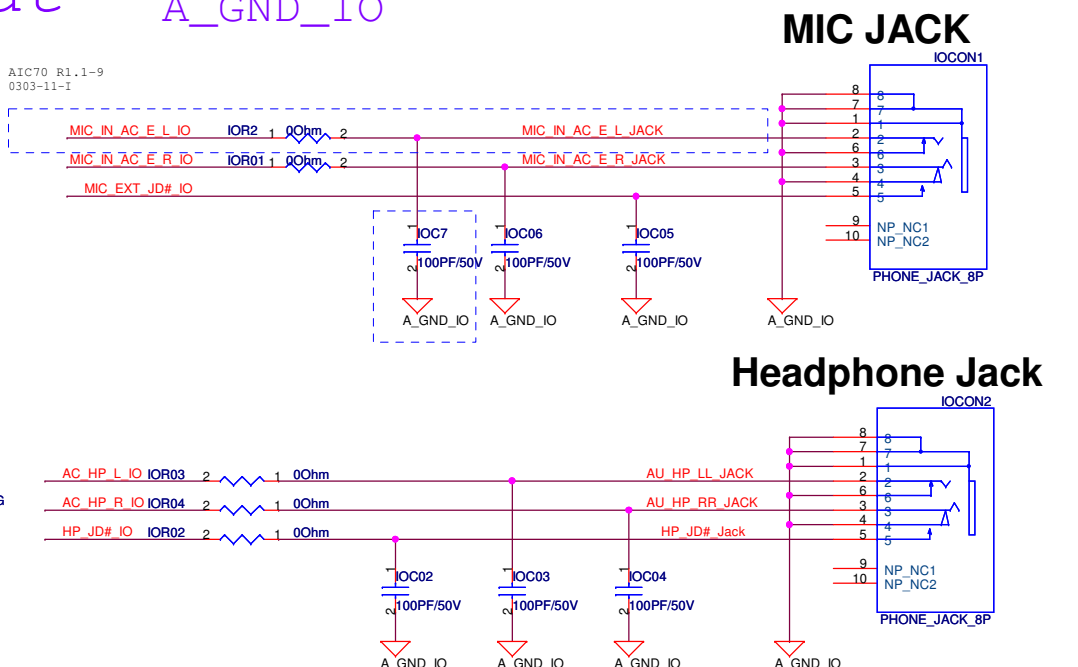 A_GND_IO
MIC JACK
IOCON1
AIC70 R1.1-9
0303-11-I
8 8
7 7
1 1
MIC_IN_AC_E_L_IO IOR2 1 0Ohm 2 MIC_IN_AC_E_L_JACK 2 2
6 6
MIC_IN_AC_E_R_IO IOR01 1 0Ohm 2 MIC_IN_AC_E_R_JACK 3 3
4 4
MIC_EXT_JD#_IO 5 5
9 NP_NC1
10 NP_NC2
1 IOC7 1 IOC06 1 IOC05
2 100PF/50V 2 100PF/50V 2 100PF/50V
PHONE_JACK_8P
A_GND_IO A_GND_IO A_GND_IO A_GND_IO
Headphone Jack
IOCON2
8 8
7 7
1 1
AC_HP_L_IO IOR03 2 1 0Ohm AU_HP_LL_JACK 2 2
6 6
AC_HP_R_IO IOR04 2 1 0Ohm AU_HP_RR_JACK 3 3
4 4
HP_JD#_IO IOR02 2 1 0Ohm HP_JD#_Jack 5 5
9 NP_NC1
10 NP_NC2
1 IOC02 1 IOC03 1 IOC04
2 100PF/50V 2 100PF/50V 2 100PF/50V
PHONE_JACK_8P
A_GND_IO A_GND_IO A_GND_IO A_GND_IO